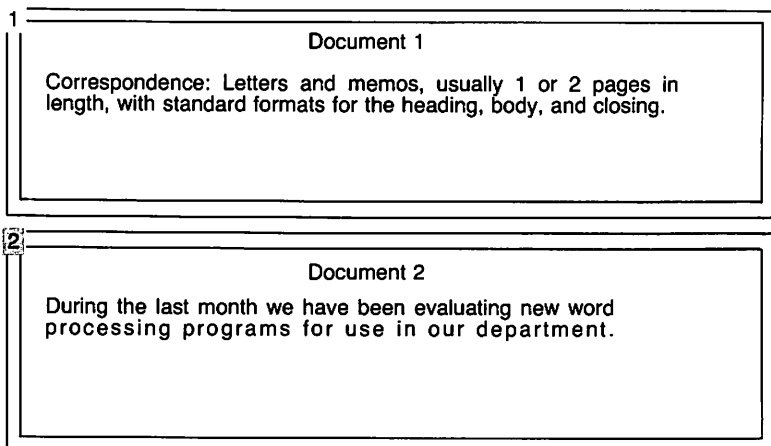 1
Document 1
Correspondence: Letters and memos, usually 1 or 2 pages in
length, with standard formats for the heading, body, and closing.
2
Document 2
During the last month we have been evaluating new word
processing programs for use in our department.